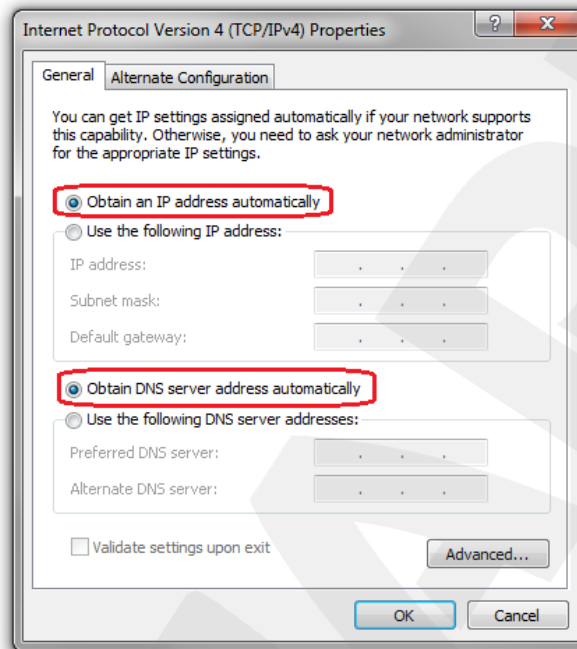 Internet Protocol Version 4 (TCP/IPv4) Properties
General
Alternate Configuration
You can get IP settings assigned automatically if your network supports
this capability. Otherwise, you need to ask your network administrator
for the appropriate IP settings.
Obtain an IP address automatically
Use the following IP address:
IP address:
Subnet mask:
Default gateway:
Obtain DNS server address automatically
Use the following DNS server addresses:
Preferred DNS server:
Alternate DNS server:
Validate settings upon exit
Advanced...
OK
Cancel